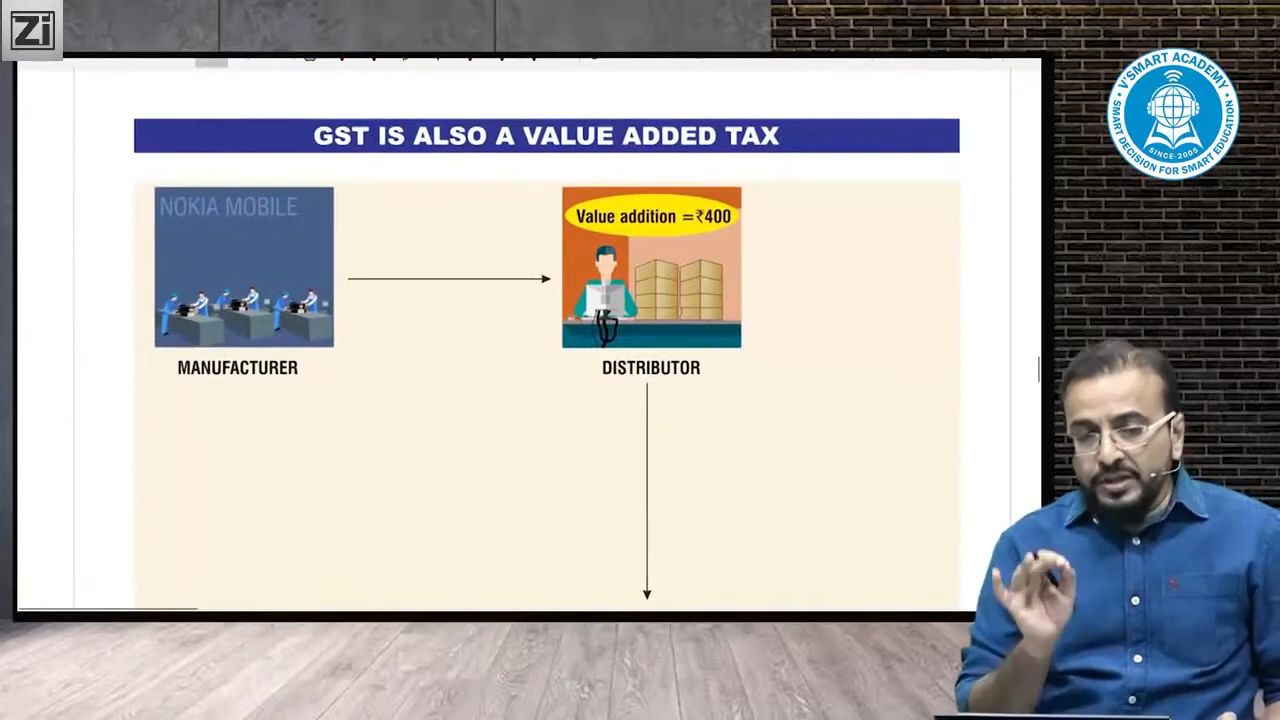 Zi
GST IS ALSO A VALUE ADDED TAX
V'SMART ACADEMY
SMART DECISION FOR SMART EDUCATION
SINCE-2005
NOKIA MOBILE
Value addition =₹400
MANUFACTURER
DISTRIBUTOR